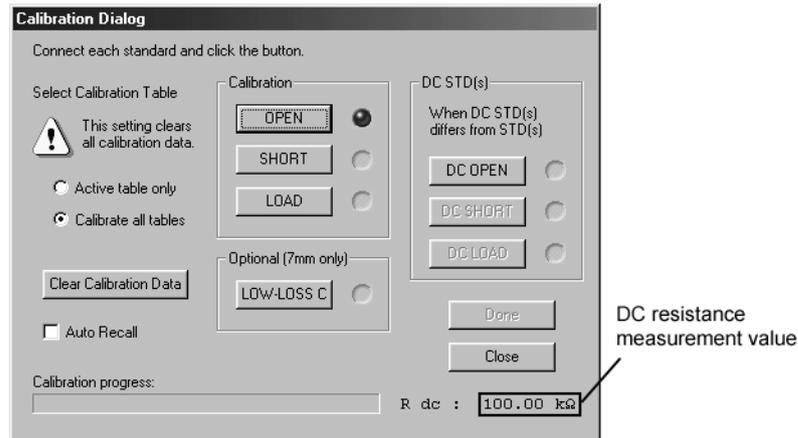 Calibration Dialog
Connect each standard and click the button.
Select Calibration Table
This setting clears
all calibration data.
Active table only
Calibrate all tables
Clear Calibration Data
Auto Recall
Calibration
OPEN
SHORT
LOAD
Optional (7mm only)
LOW-LOSS C
DC STD(s)
When DC STD(s)
differs from STD(s)
DC OPEN
DC SHORT
DC LOAD
Done
Close
Calibration progress:
R dc : 100.00 kΩ
DC resistance
measurement value